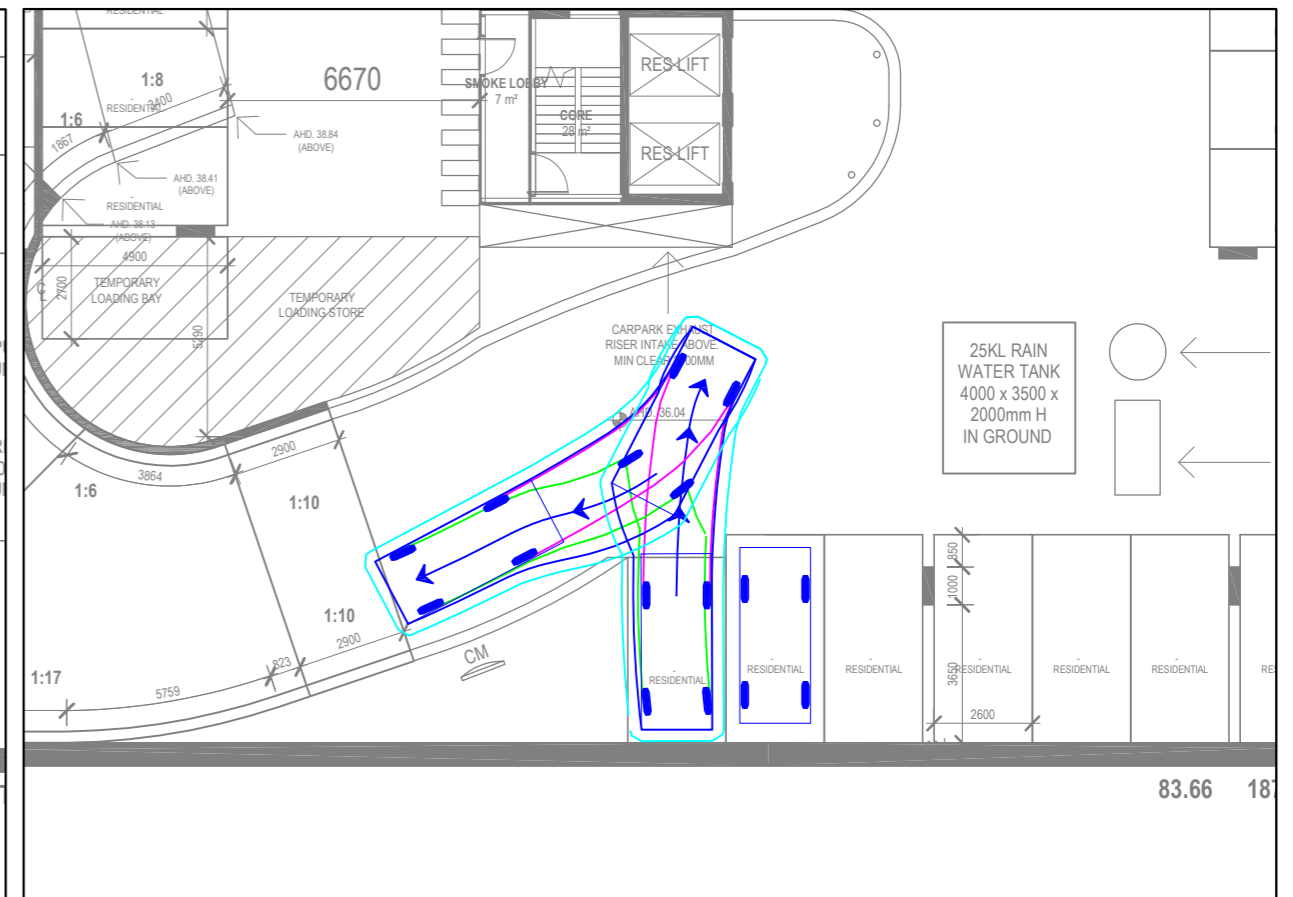 RESIDENTIAL
1:8
3400
RESIDENTIAL
1:6
1867
6670
AHD. 38.84
(ABOVE)
AHD. 38.41
(ABOVE)
RESIDENTIAL
AHD. 38.13
(ABOVE)
4900
2700
TEMPORARY
LOADING BAY
TEMPORARY
LOADING STORE
5290
SMOKE LOBBY
7 m²
CORE
28 m²
RES LIFT
RES LIFT
CARPARK EXHAUST
RISER INTAKE ABOVE.
AHD. 36.04
25KL RAIN
WATER TANK
4000 x 3500 x
2000mm H
IN GROUND
3864
2900
1:6
1:10
1:10
2900
823
5759
1:17
CM
RESIDENTIAL
RESIDENTIAL
RESIDENTIAL
850
1000
3650
RESIDENTIAL
RESIDENTIAL
RESIDENTIAL
2600
83.66